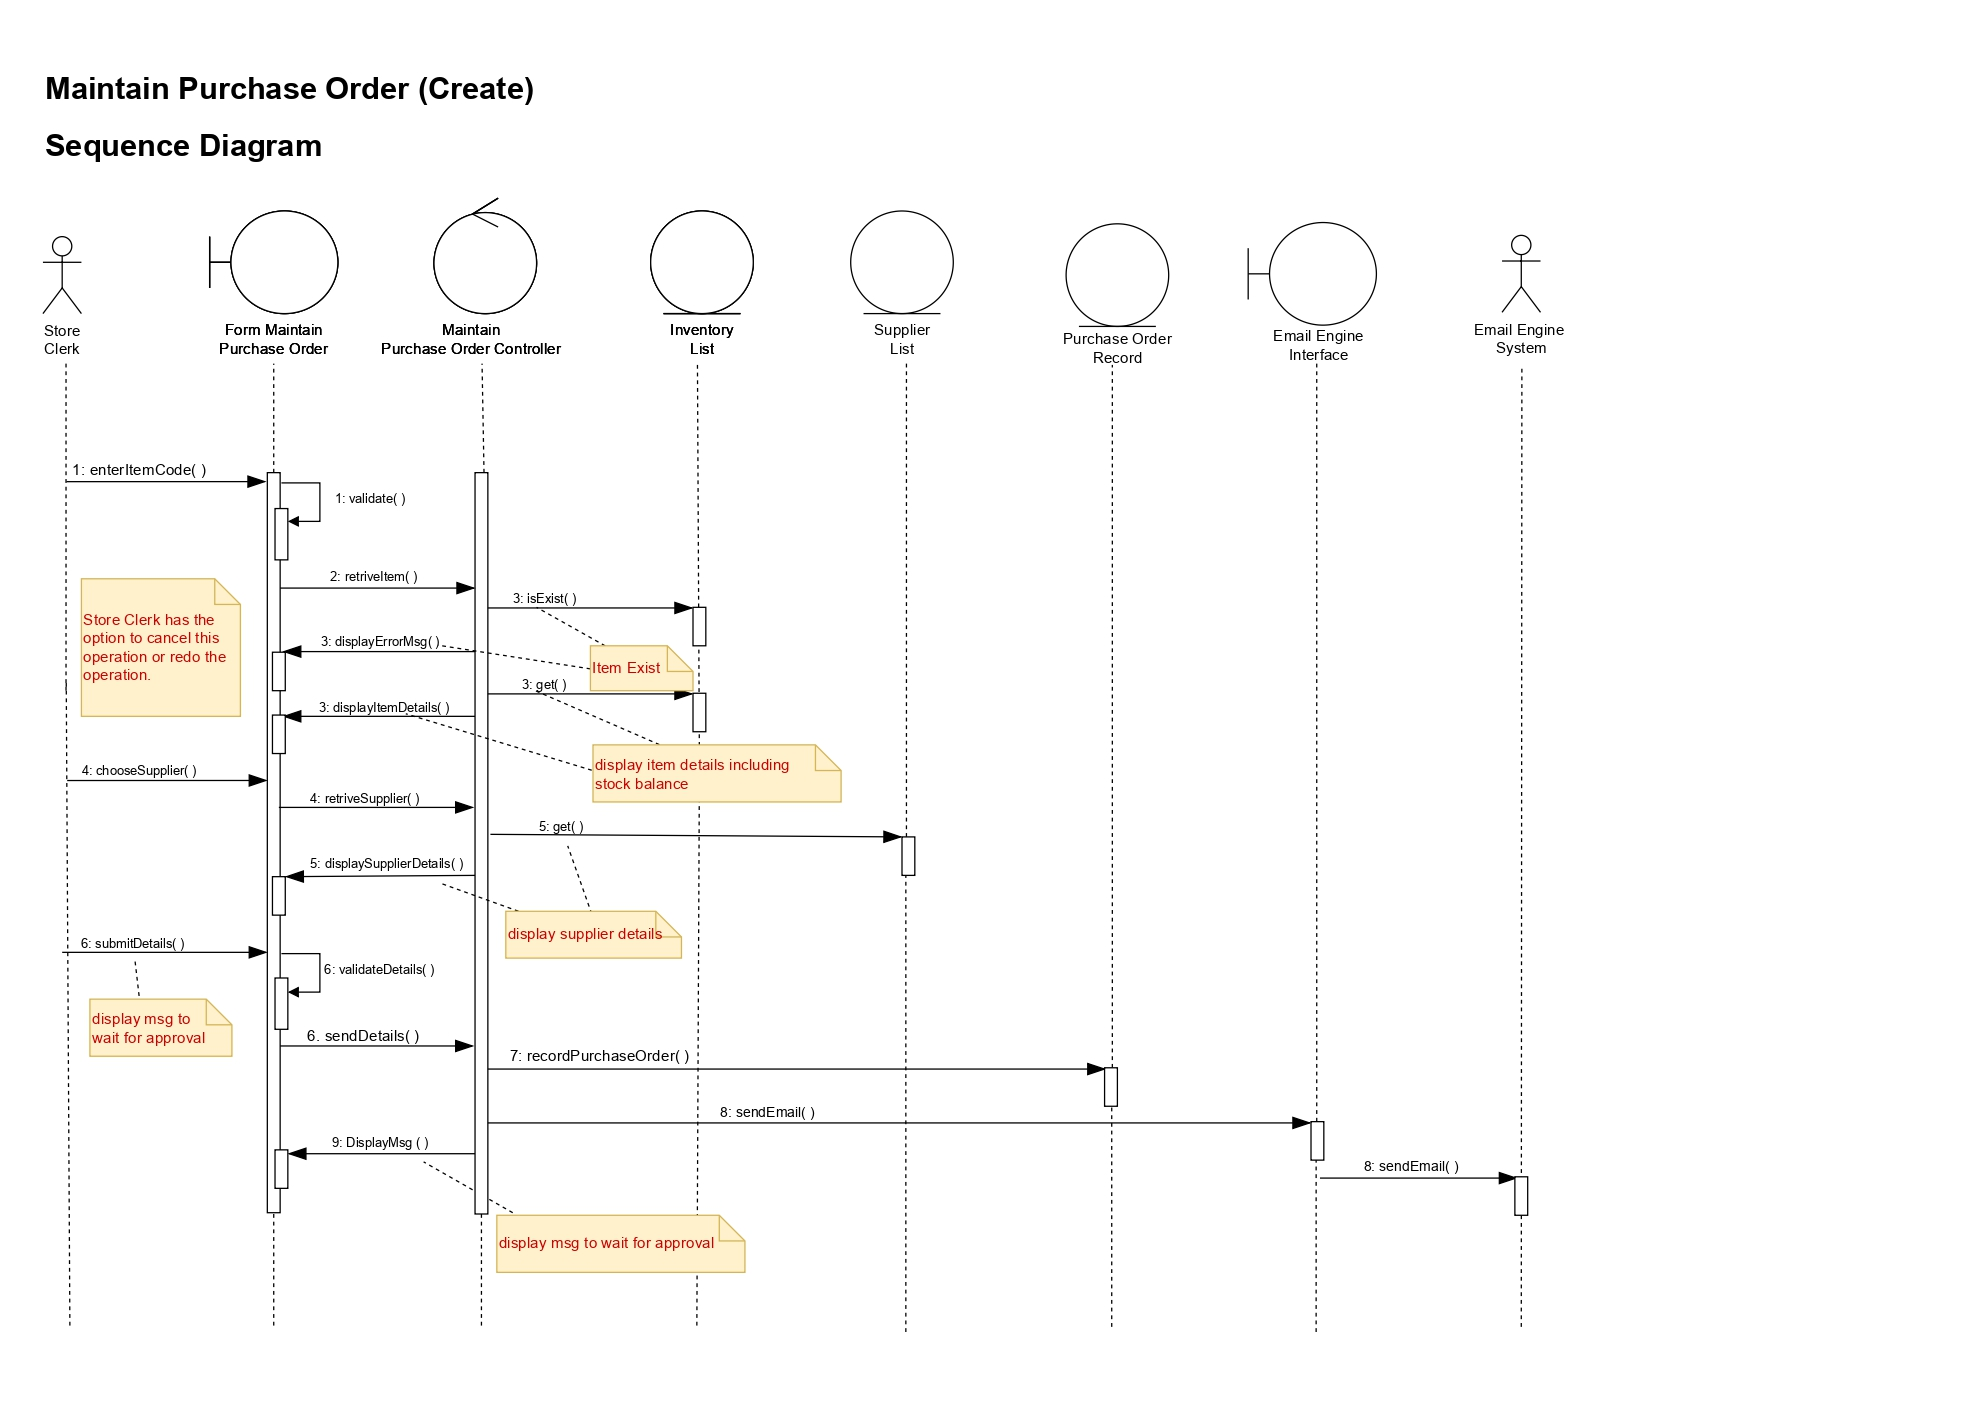 Maintain Purchase Order (Create)
Sequence Diagram
Store
Clerk
Form Maintain
Purchase Order
Maintain
Purchase Order Controller
Inventory
List
Supplier
List
Purchase Order
Record
Email Engine
Interface
Email Engine
System
1: enterItemCode( )
1: validate( )
2: retriveItem( )
3: isExist( )
Store Clerk has the
option to cancel this
operation or redo the
operation.
3: displayErrorMsg( )
Item Exist
3: get( )
3: displayItemDetails( )
display item details including
stock balance
4: chooseSupplier( )
4: retriveSupplier( )
5: get( )
5: displaySupplierDetails( )
display supplier details
6: submitDetails( )
6: validateDetails( )
display msg to
wait for approval
6. sendDetails( )
7: recordPurchaseOrder( )
8: sendEmail( )
9: DisplayMsg ( )
8: sendEmail( )
display msg to wait for approval